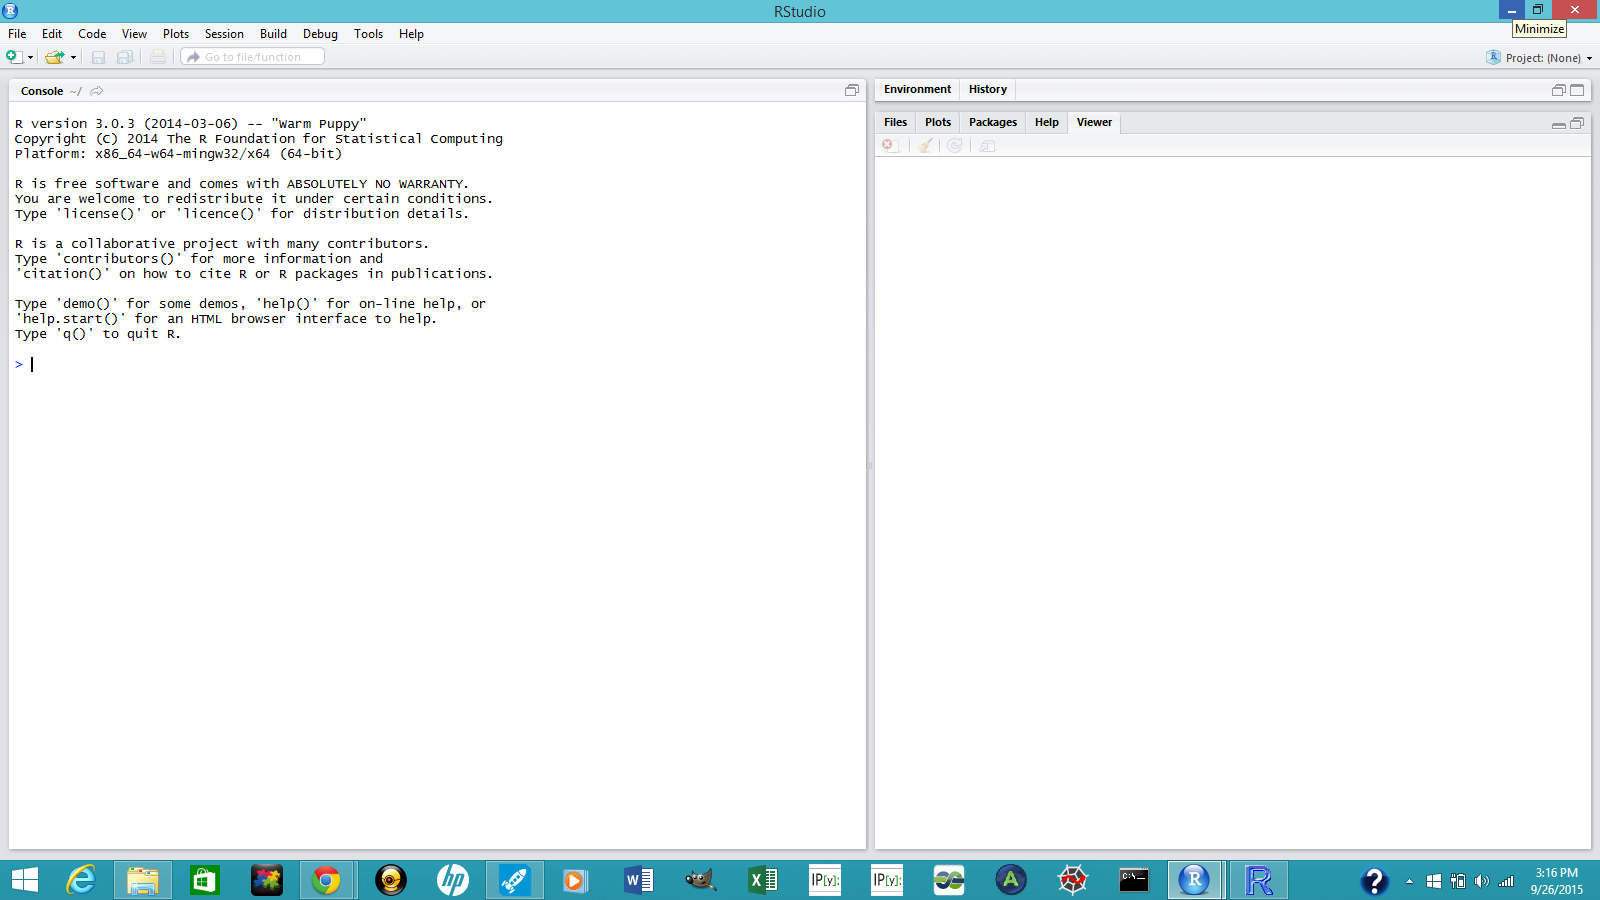 RStudio
File Edit Code View Plots Session Build Debug Tools Help
Minimize
Go to file/function
Project: (None)
Console ~/
Environment History
Files Plots Packages Help Viewer
R version 3.0.3 (2014-03-06) -- "Warm Puppy"
Copyright (C) 2014 The R Foundation for Statistical Computing
Platform: x86_64-w64-mingw32/x64 (64-bit)
R is free software and comes with ABSOLUTELY NO WARRANTY.
You are welcome to redistribute it under certain conditions.
Type 'license()' or 'licence()' for distribution details.
R is a collaborative project with many contributors.
Type 'contributors()' for more information and
'citation()' on how to cite R or R packages in publications.
Type 'demo()' for some demos, 'help()' for on-line help, or
'help.start()' for an HTML browser interface to help.
Type 'q()' to quit R.
>
IP[y]: IP[y]:
3:16 PM
9/26/2015